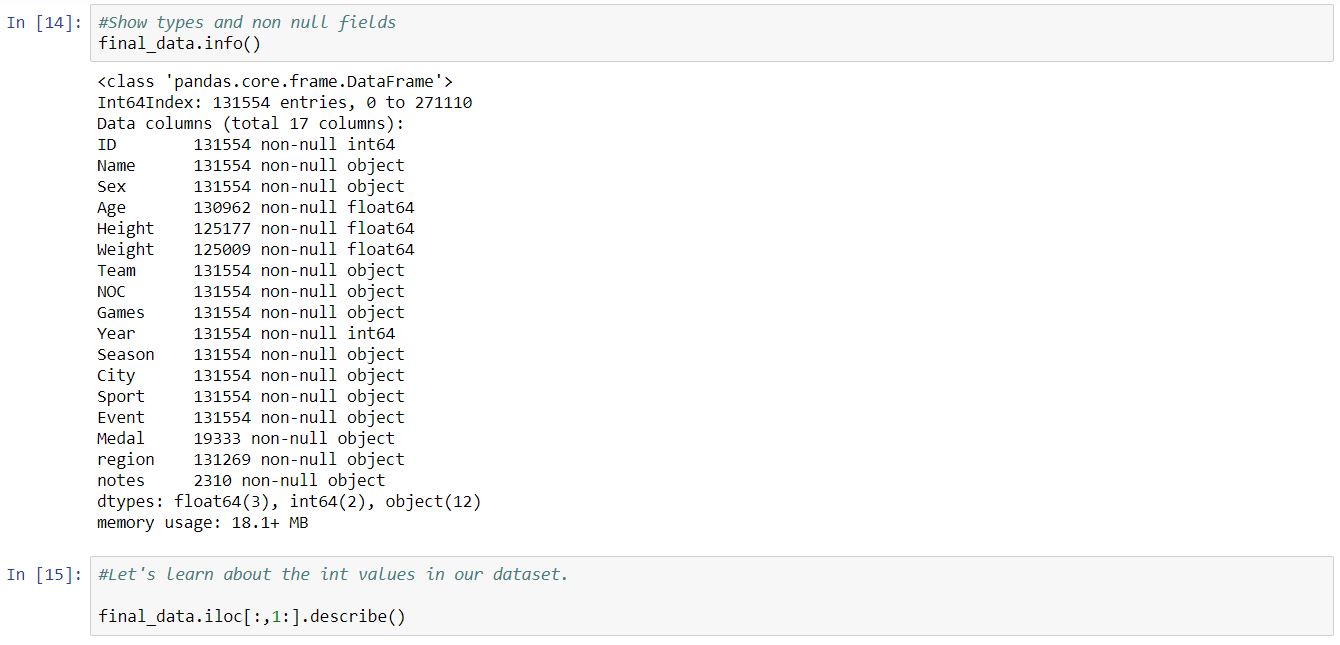 In [14]: #Show types and non null fields
final_data.info()
<class 'pandas.core.frame.DataFrame'>
Int64Index: 131554 entries, 0 to 271110
Data columns (total 17 columns):
ID        131554 non-null int64
Name      131554 non-null object
Sex       131554 non-null object
Age       130962 non-null float64
Height    125177 non-null float64
Weight    125009 non-null float64
Team      131554 non-null object
NOC       131554 non-null object
Games     131554 non-null object
Year      131554 non-null int64
Season    131554 non-null object
City      131554 non-null object
Sport     131554 non-null object
Event     131554 non-null object
Medal     19333 non-null object
region    131269 non-null object
notes     2310 non-null object
dtypes: float64(3), int64(2), object(12)
memory usage: 18.1+ MB
In [15]: #Let's learn about the int values in our dataset.
final_data.iloc[:,1:].describe()